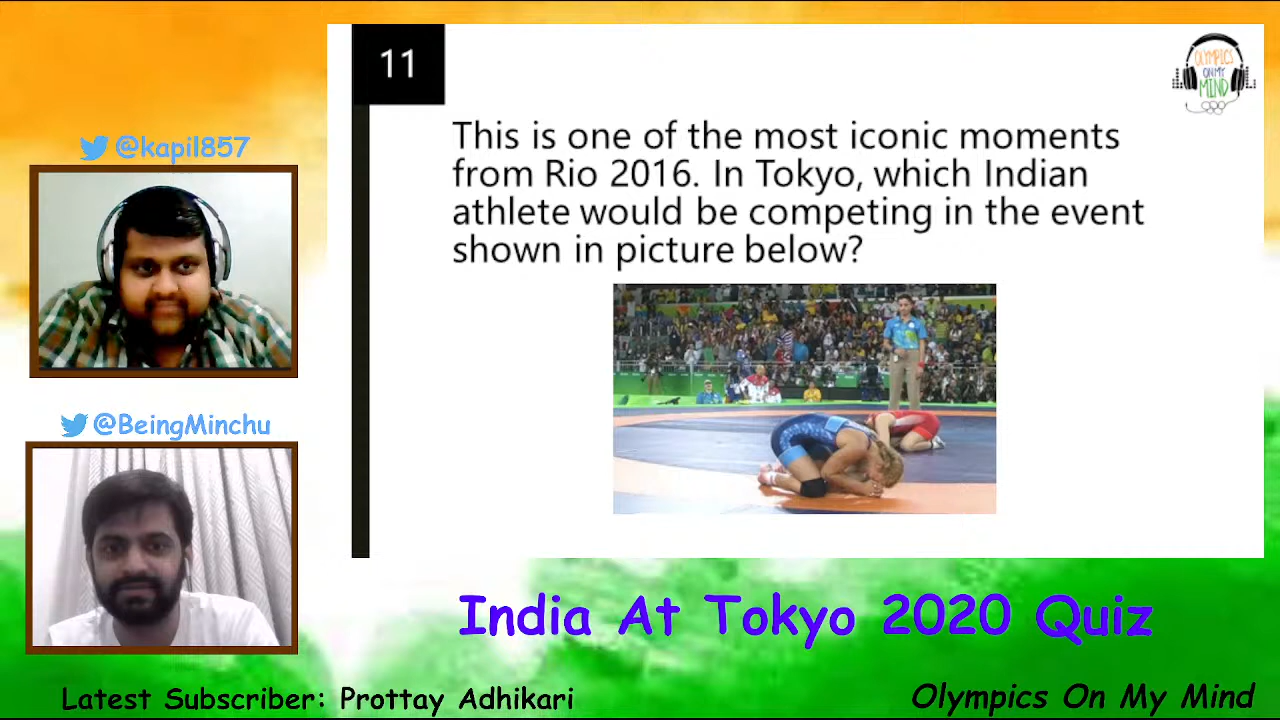 11
OLYMPICS
ON MY
MIND
This is one of the most iconic moments
from Rio 2016. In Tokyo, which Indian
athlete would be competing in the event
shown in picture below?
@kapil857
@BeingMinchu
India At Tokyo 2020 Quiz
Latest Subscriber: Prottay Adhikari
Olympics On My Mind